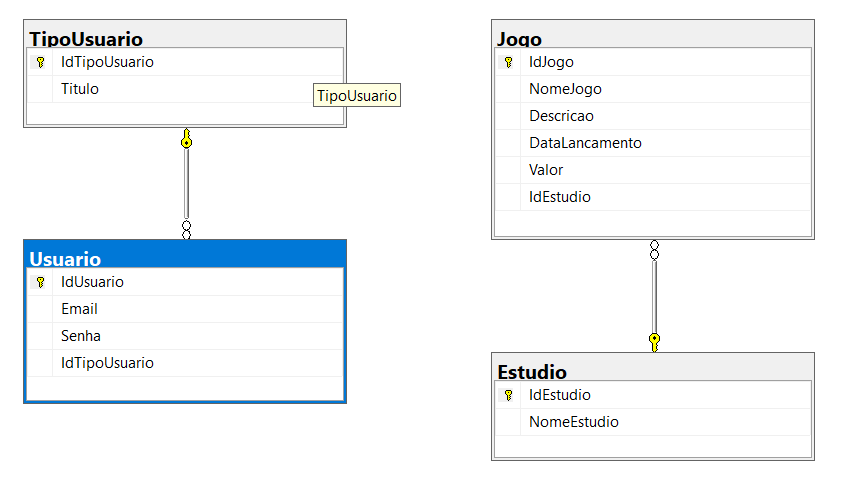 TipoUsuario
IdTipoUsuario
Titulo
TipoUsuario
Usuario
IdUsuario
Email
Senha
IdTipoUsuario
Jogo
IdJogo
NomeJogo
Descricao
DataLancamento
Valor
IdEstudio
Estudio
IdEstudio
NomeEstudio